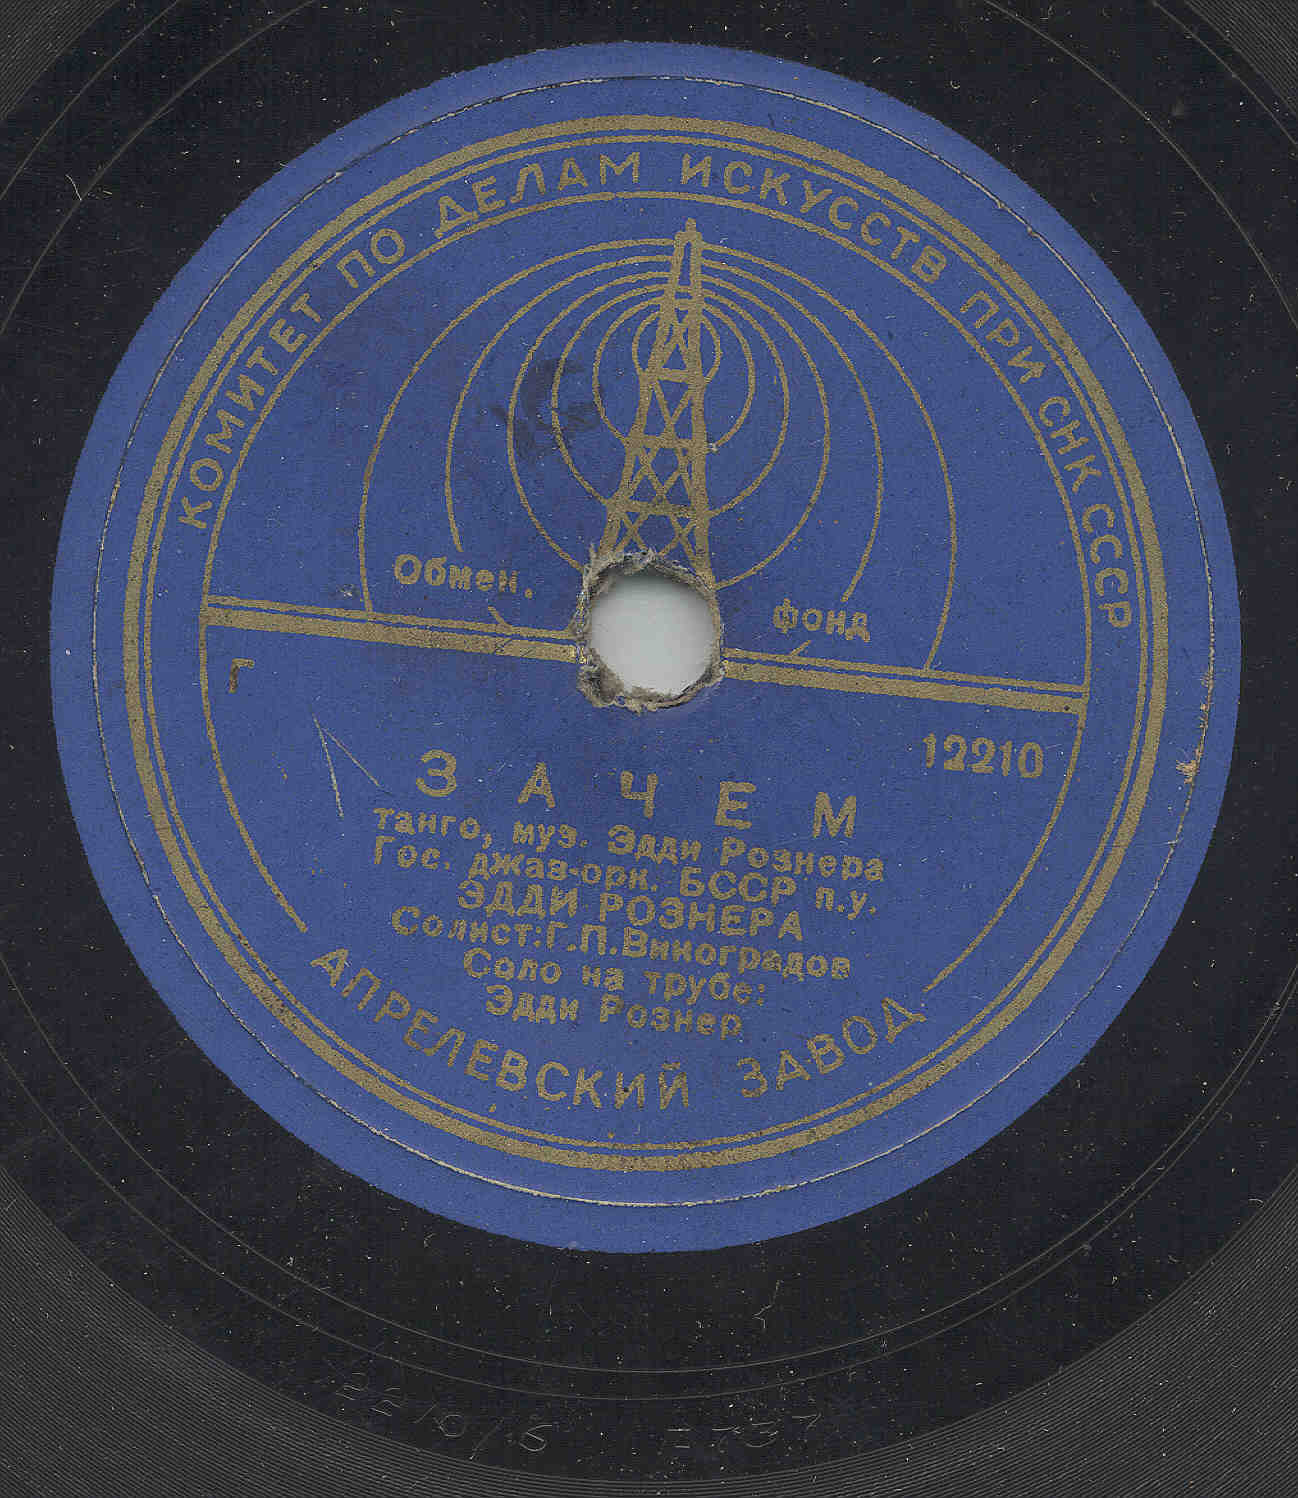 КОМИТЕТ ПО ДЕЛАМ ИСКУССТВ ПРИ СНК СССР
Обмен. фонд
Г 12210
ЗАЧЕМ
танго, муз. Эдди Рознера
Гос. джаз-орк. БССР п.у.
ЭДДИ РОЗНЕРА
Солист:Г.П.Виноградов
Соло на трубе:
Эдди Рознер
АПРЕЛЕВСКИЙ ЗАВОД